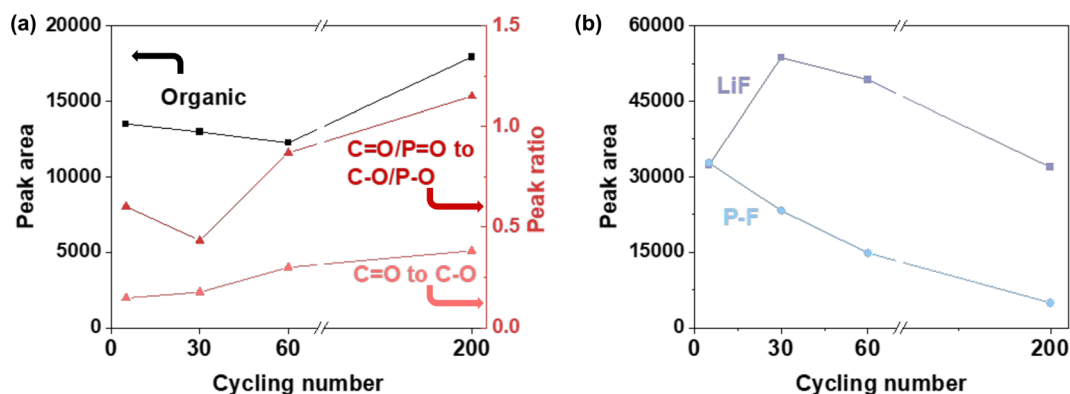 (a)
20000
15000
10000
5000
0
Peak area
Organic
C=O/P=O to
C-O/P-O
C=O to C-O
1.5
1.0
0.5
0.0
Peak ratio
0 30 60 200
Cycling number
(b)
60000
45000
30000
15000
0
Peak area
LiF
P-F
0 30 60 200
Cycling number